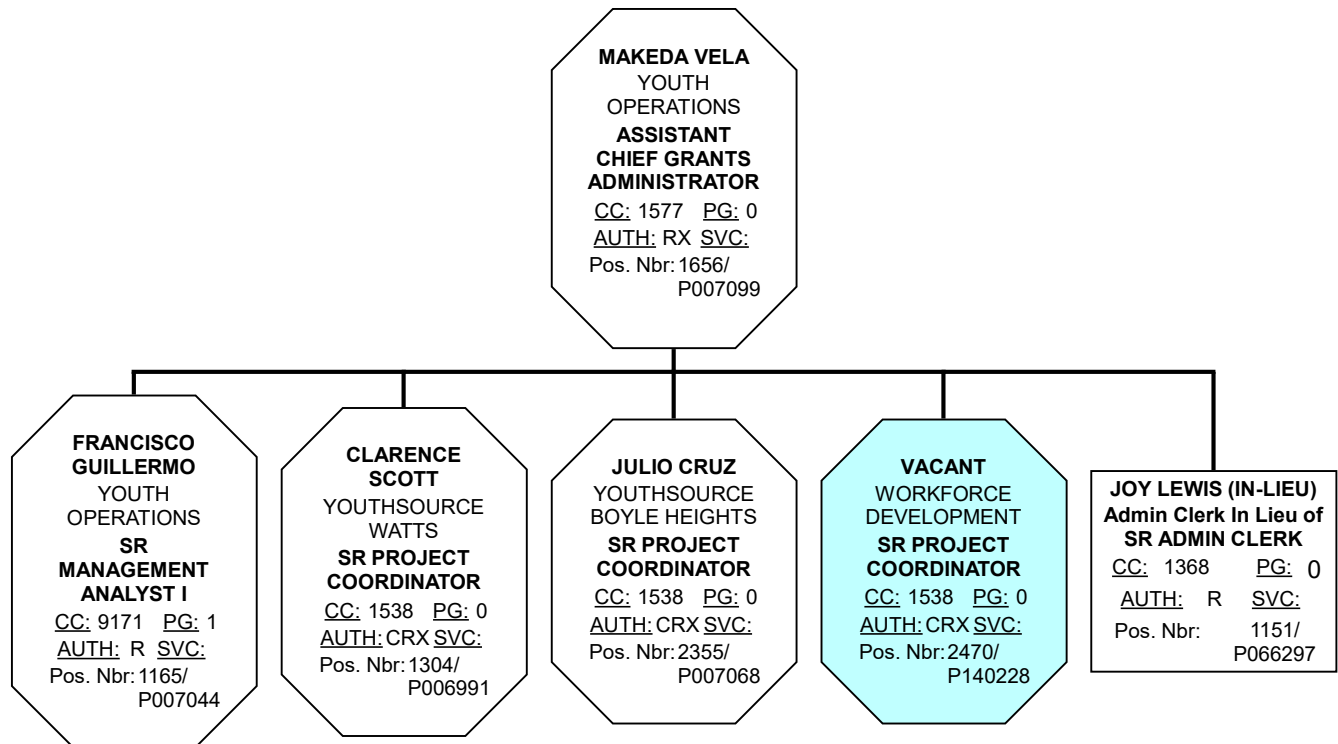 MAKEDA VELA
YOUTH
OPERATIONS
ASSISTANT
CHIEF GRANTS
ADMINISTRATOR
CC: 1577 PG: 0
AUTH: RX SVC:
Pos. Nbr: 1656/
P007099
FRANCISCO
GUILLERMO
YOUTH
OPERATIONS
SR
MANAGEMENT
ANALYST I
CC: 9171 PG: 1
AUTH: R SVC:
Pos. Nbr: 1165/
P007044
CLARENCE
SCOTT
YOUTHSOURCE
WATTS
SR PROJECT
COORDINATOR
CC: 1538 PG: 0
AUTH: CRX SVC:
Pos. Nbr: 1304/
P006991
JULIO CRUZ
YOUTHSOURCE
BOYLE HEIGHTS
SR PROJECT
COORDINATOR
CC: 1538 PG: 0
AUTH: CRX SVC:
Pos. Nbr: 2355/
P007068
VACANT
WORKFORCE
DEVELOPMENT
SR PROJECT
COORDINATOR
CC: 1538 PG: 0
AUTH: CRX SVC:
Pos. Nbr: 2470/
P140228
JOY LEWIS (IN-LIEU)
Admin Clerk In Lieu of
SR ADMIN CLERK
CC: 1368 PG: 0
AUTH: R SVC:
Pos. Nbr: 1151/
P066297